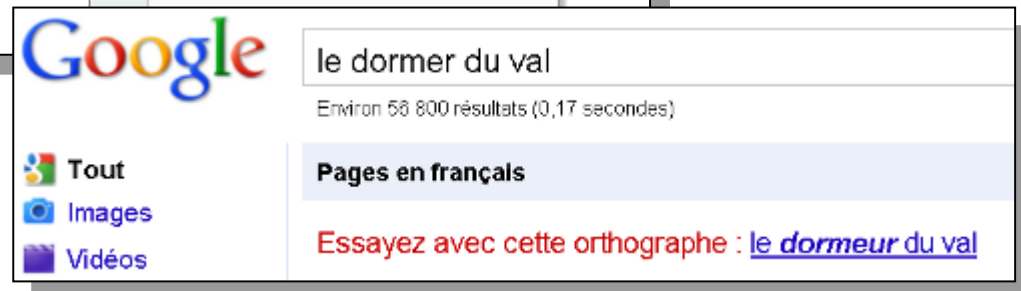 Google
le dormer du val
Environ 56 800 résultats (0,17 secondes)
Tout
Pages en français
Images
Essayez avec cette orthographe : le dormeur du val
Vidéos